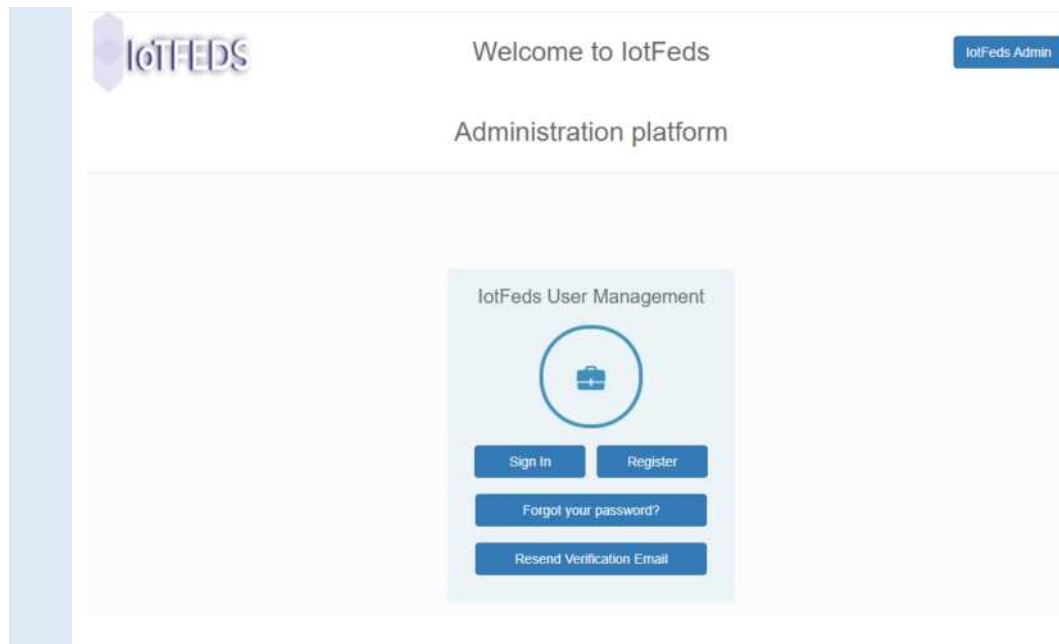 IoTFEDS
Welcome to IotFeds
IotFeds Admin
Administration platform
IotFeds User Management
Sign In
Register
Forgot your password?
Resend Verification Email